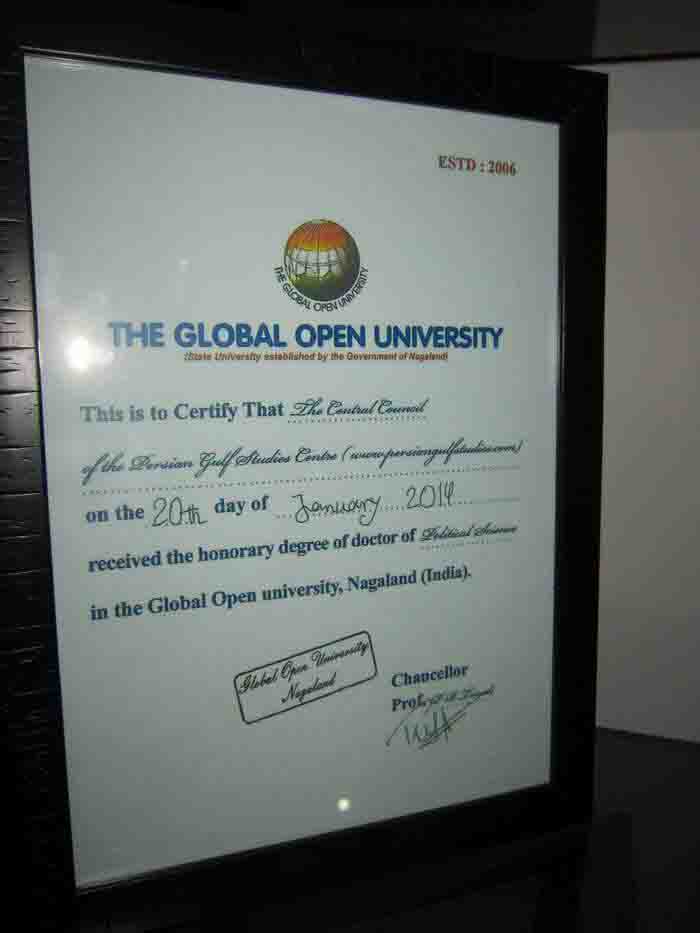 ESTD : 2006
THE GLOBAL OPEN UNIVERSITY
THE GLOBAL OPEN UNIVERSITY
(State University established by the Government of Nagaland)
This is to Certify That The Central Council
of the Persian Gulf Studies Centre (www.persiangulfstudies.com)
on the 20th day of January 2014
received the honorary degree of doctor of Political Science
in the Global Open university, Nagaland (India).
Global Open University
Nagaland
Chancellor
Prof.